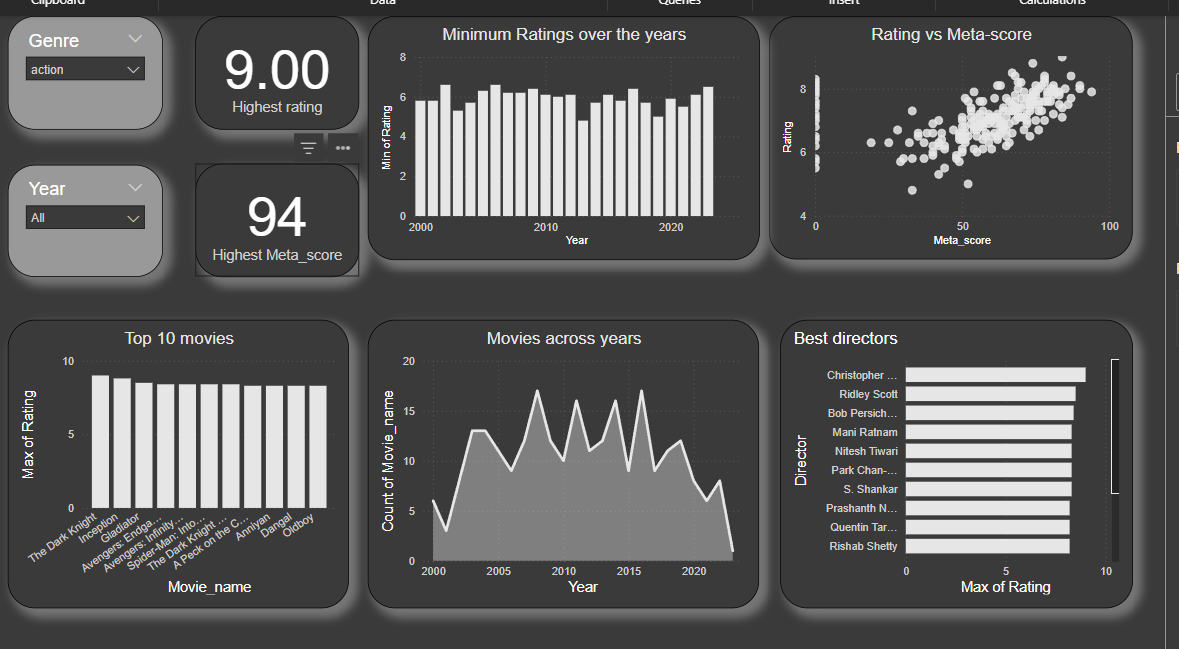 Clipboard
Data
Queries
Insert
Calculations
Genre
action
9.00
Highest rating
Year
All
94
Highest Meta_score
Minimum Ratings over the years
Min of Rating
8
6
4
2
0
2000 2010 2020
Year
Rating vs Meta-score
Rating
8
6
4
0 50 100
Meta_score
Top 10 movies
Max of Rating
10
5
0
The Dark Knight
Inception
Gladiator
Avengers: Endga...
Avengers: Infinity...
Spider-Man: Into...
The Dark Knight ...
A Peck on the C...
Anniyan
Dangal
Oldboy
Movie_name
Movies across years
Count of Movie_name
20
15
10
5
0
2000 2005 2010 2015 2020
Year
Best directors
Director
Christopher ...
Ridley Scott
Bob Persich...
Mani Ratnam
Nitesh Tiwari
Park Chan-...
S. Shankar
Prashanth N...
Quentin Tar...
Rishab Shetty
0 5 10
Max of Rating